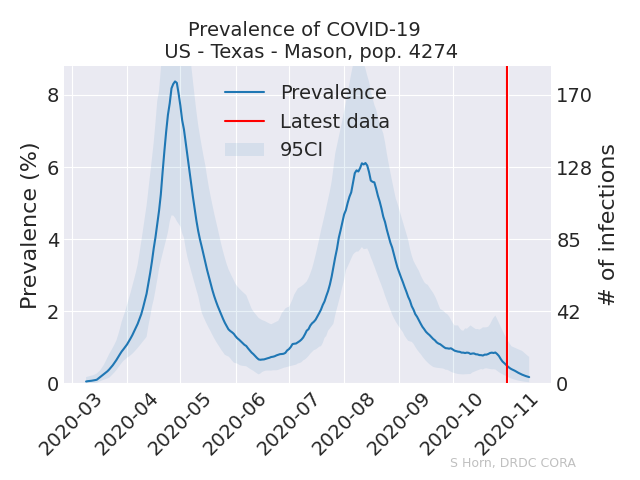 Prevalence of COVID-19
US - Texas - Mason, pop. 4274
Prevalence (%)
8
6
4
2
0
Prevalence
Latest data
95CI
170
128
85
42
0
# of infections
2020-03
2020-04
2020-05
2020-06
2020-07
2020-08
2020-09
2020-10
2020-11
S Horn, DRDC CORA